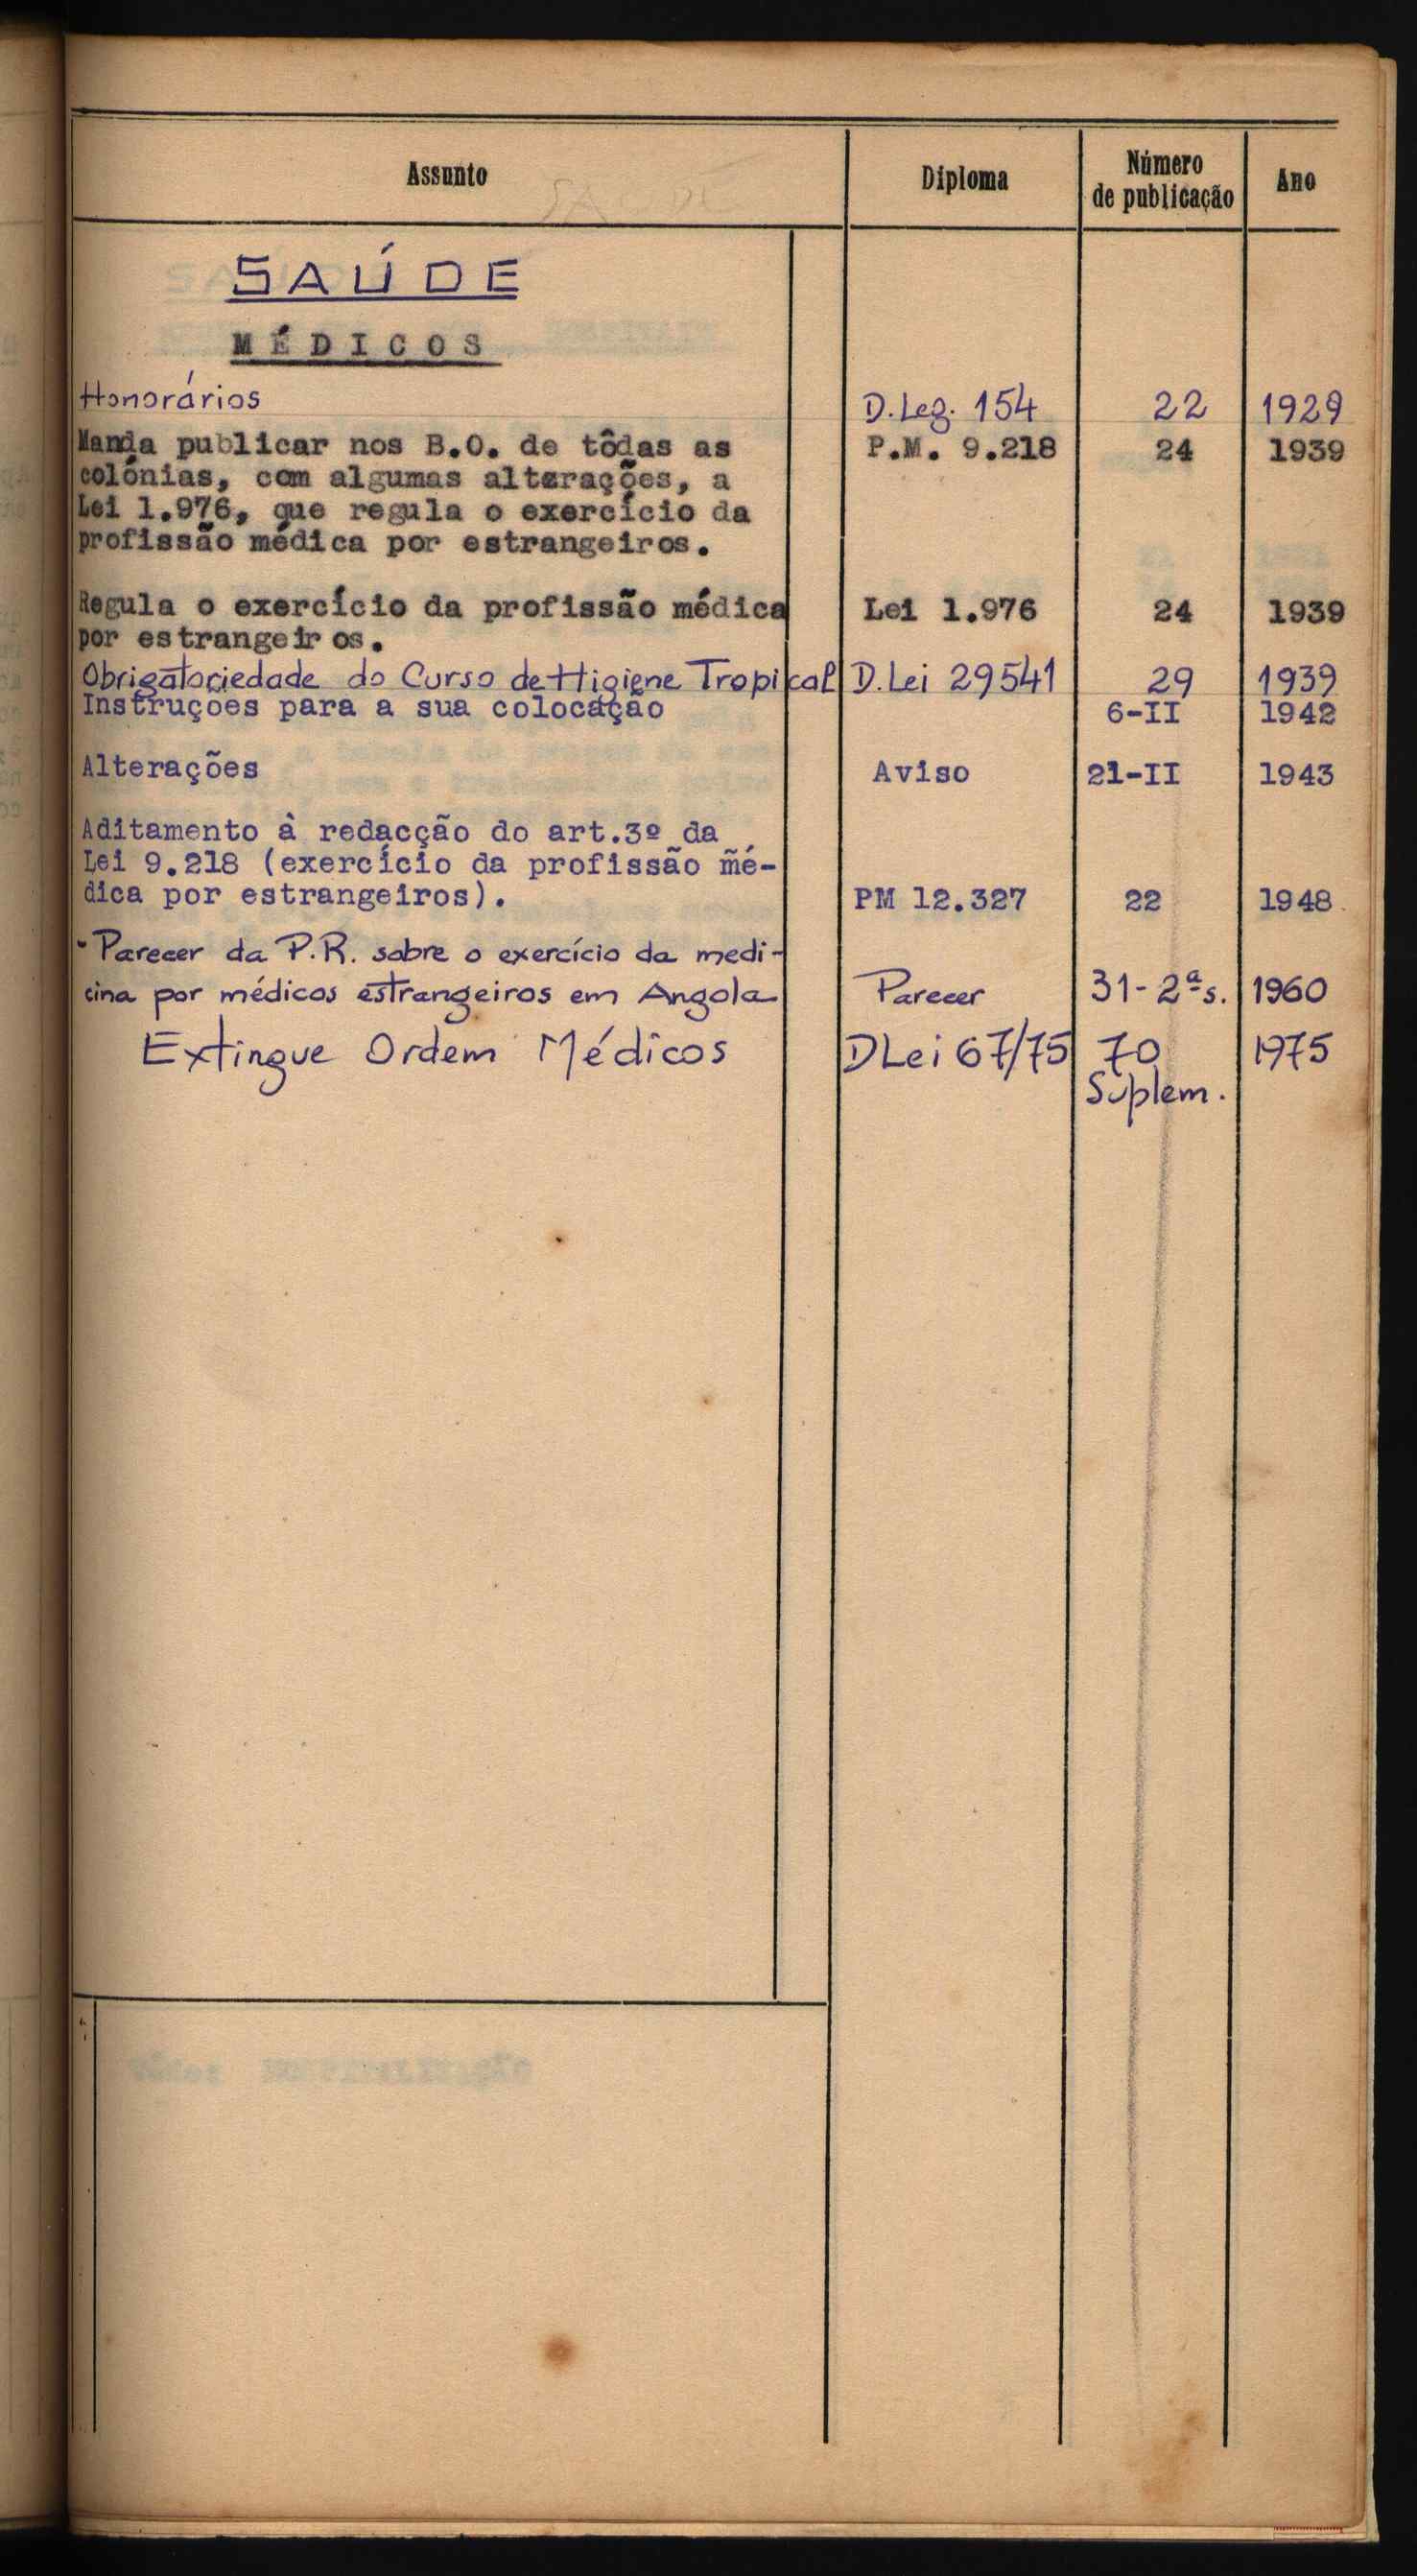 Assunto Diploma Número de publicação Ano
SAÚDE
MÉDICOS
Honorários D.Leg. 154 22 1929
Manda publicar nos B.O. de tôdas as P.M. 9.218 24 1939
colónias, com algumas alterações, a
Lei 1.976, que regula o exercício da
profissão médica por estrangeiros.
Regula o exercício da profissão médica Lei 1.976 24 1939
por estrangeiros.
Obrigatoriedade do Curso de Higiene Tropical D.Lei 29541 29 1939
Instruções para a sua colocação 6-II 1942
Alterações Aviso 21-II 1943
Aditamento à redacção do art.3º da
Lei 9.218 (exercício da profissão mé-
dica por estrangeiros). PM 12.327 22 1948
Parecer da P.R. sobre o exercício da medi-
cina por médicos estrangeiros em Angola Parecer 31-2ªs. 1960
Extingue Ordem Médicos DLei 67/75 70 1975
Suplem.